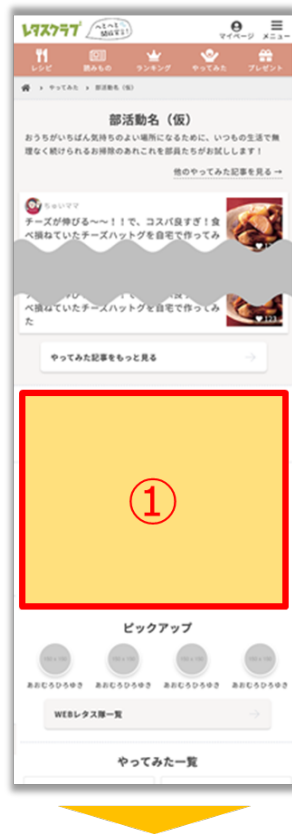 レタスクラブ
へとへと
マイページ メニュー
レシピ 読みもの ランキング やってみた プレゼント
やってみた 部活動名（仮）
部活動名（仮）
おうちがいちばん気持ちのよい場所になるために、いつもの生活で無
理なく続けられるお掃除のあれこれを部員たちがお試しします！
他のやってみた記事を見る →
ちゅいママ
チーズが伸びる〜〜！！で、コスパ良すぎ！食
べ損ねていたチーズハットグを自宅で作ってみ
べ損ねていたチーズハットグを自宅で作ってみ
た
123
やってみた記事をもっと見る →
①
ピックアップ
あおむろひろゆき あおむろひろゆき あおむろひろゆき あおむろひろゆき
WEBレタス隊一覧 →
やってみた一覧